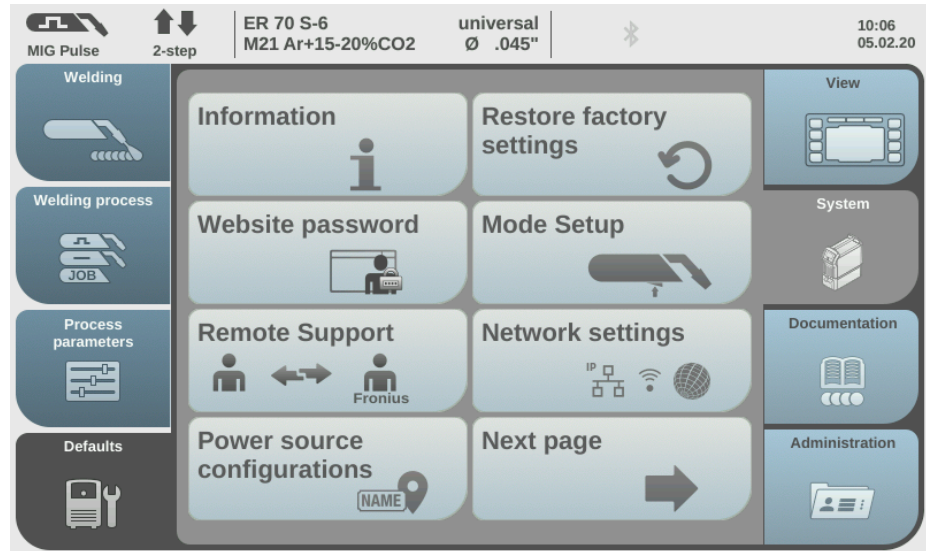 MIG Pulse
2-step
ER 70 S-6
M21 Ar+15-20%CO2
universal
Ø .045"
10:06
05.02.20
Welding
Welding process
JOB
Process
parameters
Defaults
Information
Restore factory
settings
Website password
Mode Setup
Remote Support
Fronius
Network settings
IP
Power source
configurations
NAME
Next page
View
System
Documentation
Administration